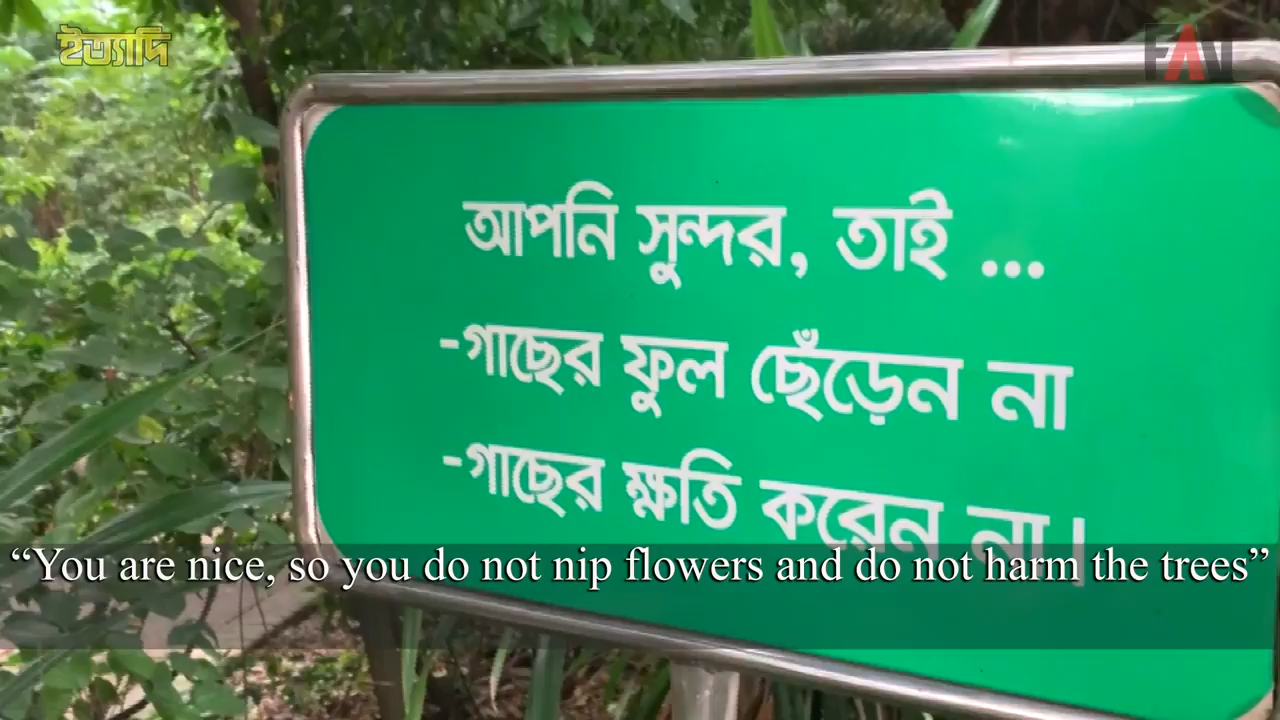 ইত্যাদি
FAV
আপনি সুন্দর, তাই ...
-গাছের ফুল ছেঁড়েন না
-গাছের ক্ষতি করেন না।
“You are nice, so you do not nip flowers and do not harm the trees”